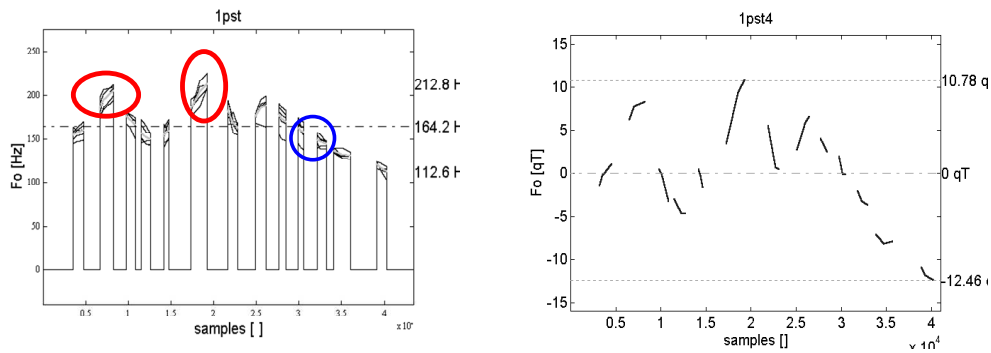 1pst
250
200
150
100
50
0
Fo [Hz]
212.8 H
164.2 H
112.6 H
0.5 1 1.5 2 2.5 3 3.5 4
samples [ ]
x 10⁴
1pst4
15
10
5
0
-5
-10
-15
Fo [qT]
10.78 q
0 qT
-12.46 q
0.5 1 1.5 2 2.5 3 3.5 4
samples []
x 10⁴